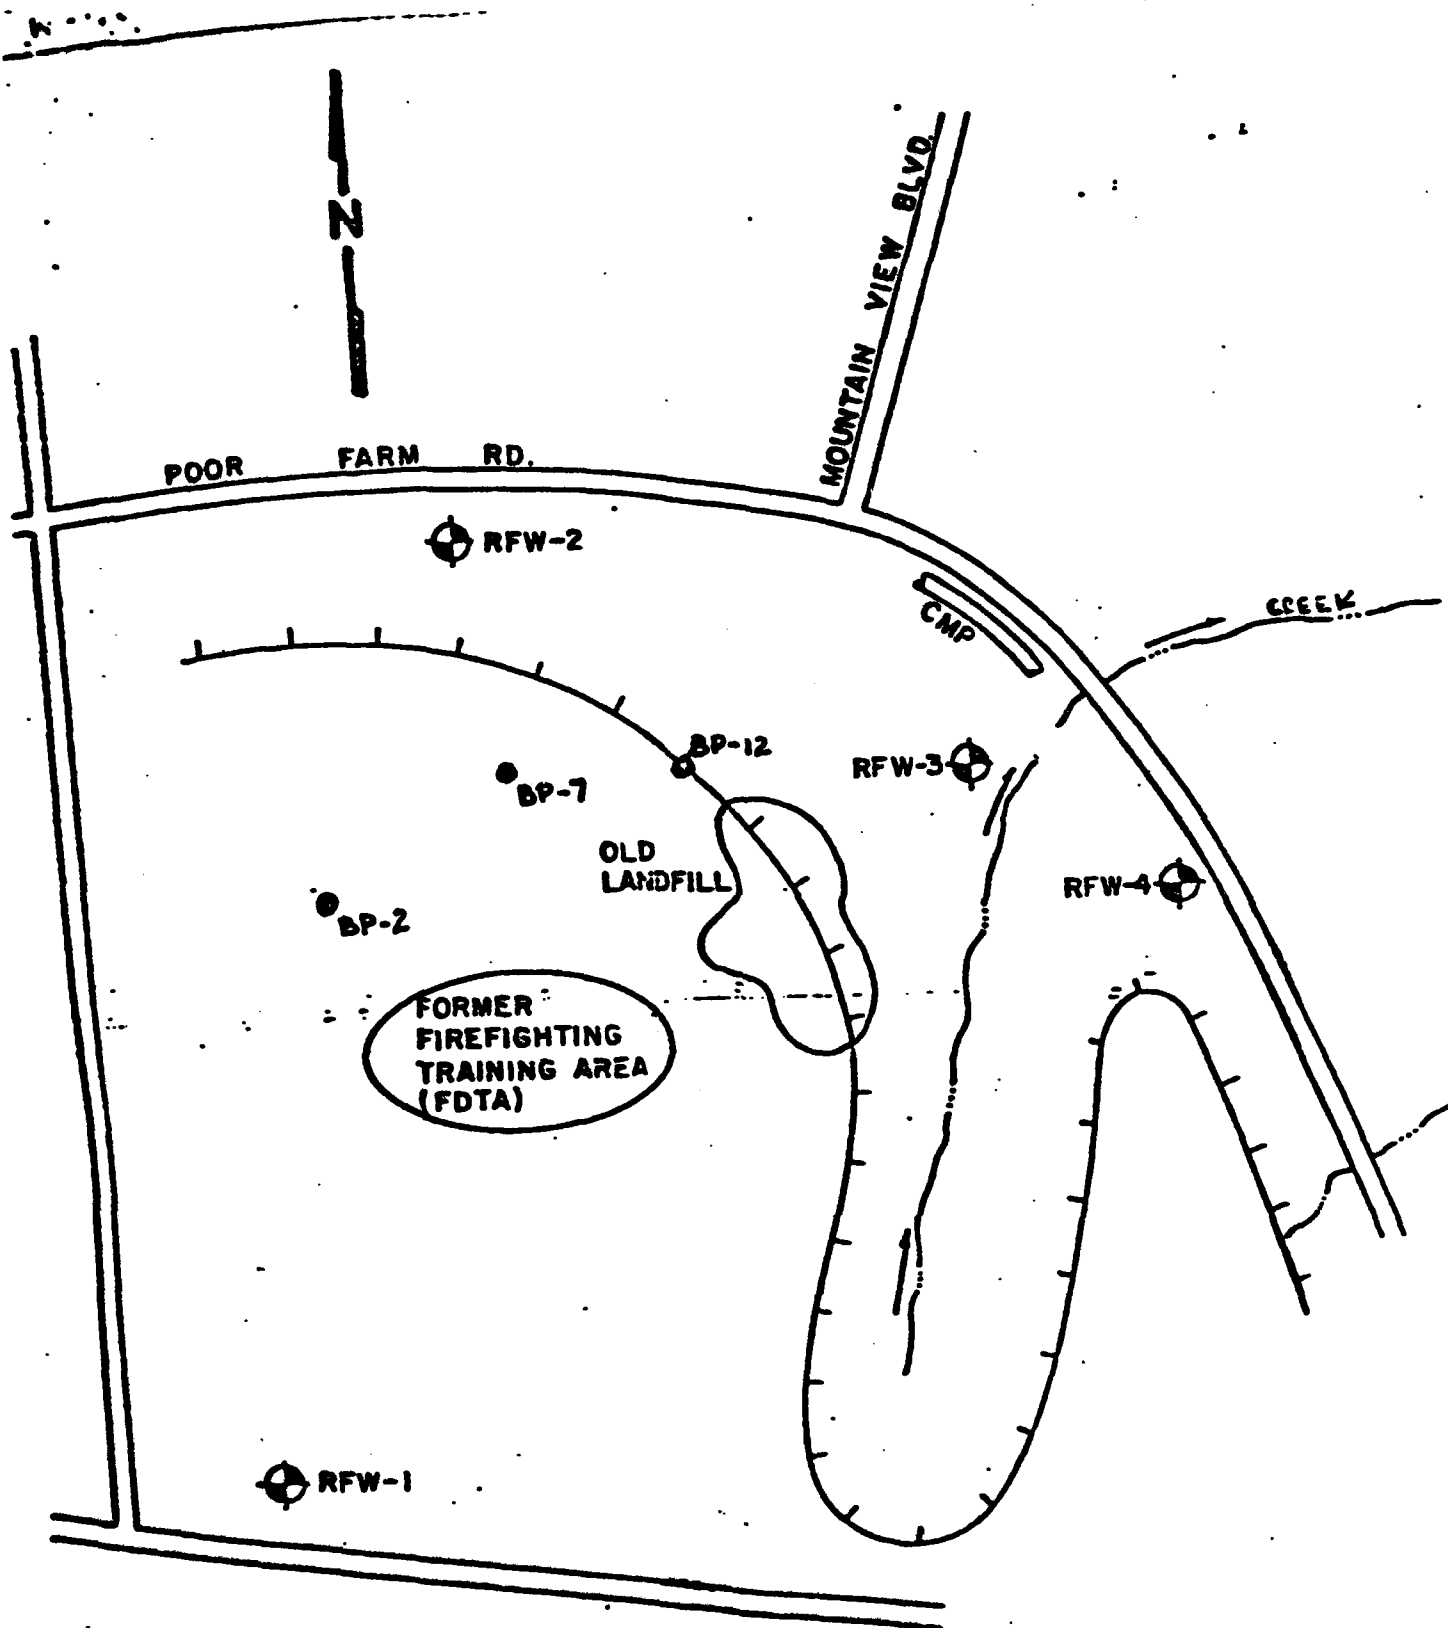 N
MOUNTAIN VIEW BLVD.
POOR FARM RD.
RFW-2
CMP
CREEK
BP-12
RFW-3
BP-7
OLD
LANDFILL
RFW-4
BP-2
FORMER
FIREFIGHTING
TRAINING AREA
(FDTA)
RFW-1